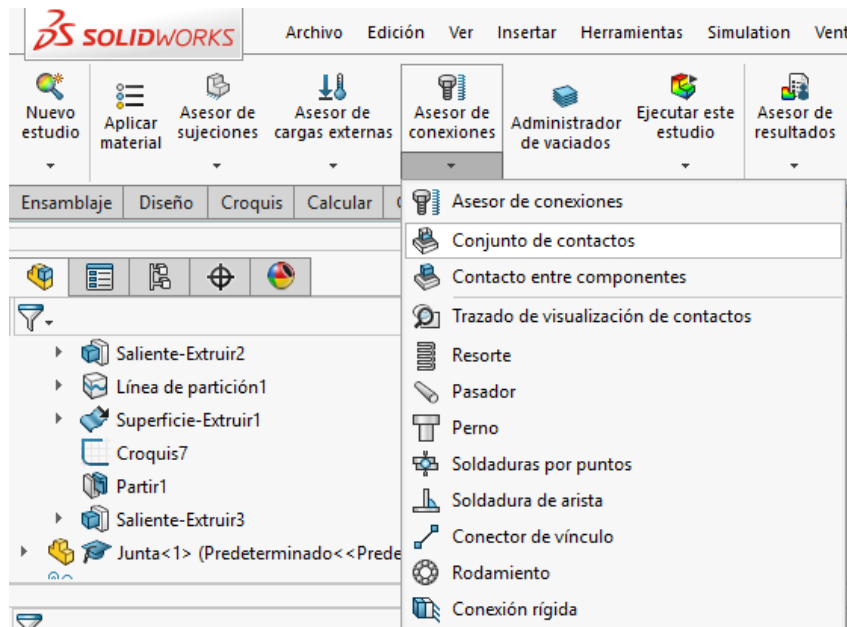 SOLIDWORKS
Archivo Edición Ver Insertar Herramientas Simulation Vent
Nuevo estudio
Aplicar material
Asesor de sujeciones
Asesor de cargas externas
Asesor de conexiones
Administrador de vaciados
Ejecutar este estudio
Asesor de resultados
Ensamblaje Diseño Croquis Calcular
Asesor de conexiones
Conjunto de contactos
Contacto entre componentes
Trazado de visualización de contactos
Resorte
Pasador
Perno
Soldaduras por puntos
Soldadura de arista
Conector de vínculo
Rodamiento
Conexión rígida
Saliente-Extruir2
Línea de partición1
Superficie-Extruir1
Croquis7
Partir1
Saliente-Extruir3
Junta<1> (Predeterminado<<Prede